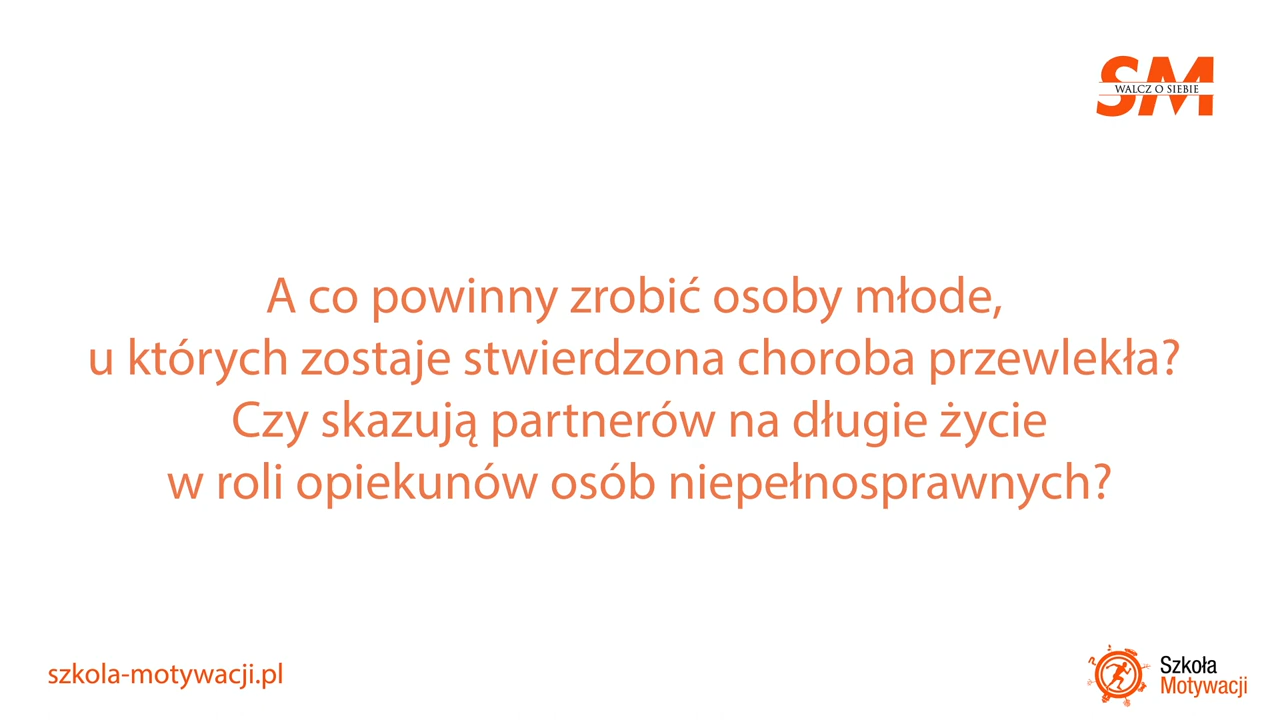 SM
WALCZ O SIEBIE
A co powinny zrobić osoby młode,
u których zostaje stwierdzona choroba przewlekła?
Czy skazują partnerów na długie życie
w roli opiekunów osób niepełnosprawnych?
szkola-motywacji.pl
Szkoła
Motywacji